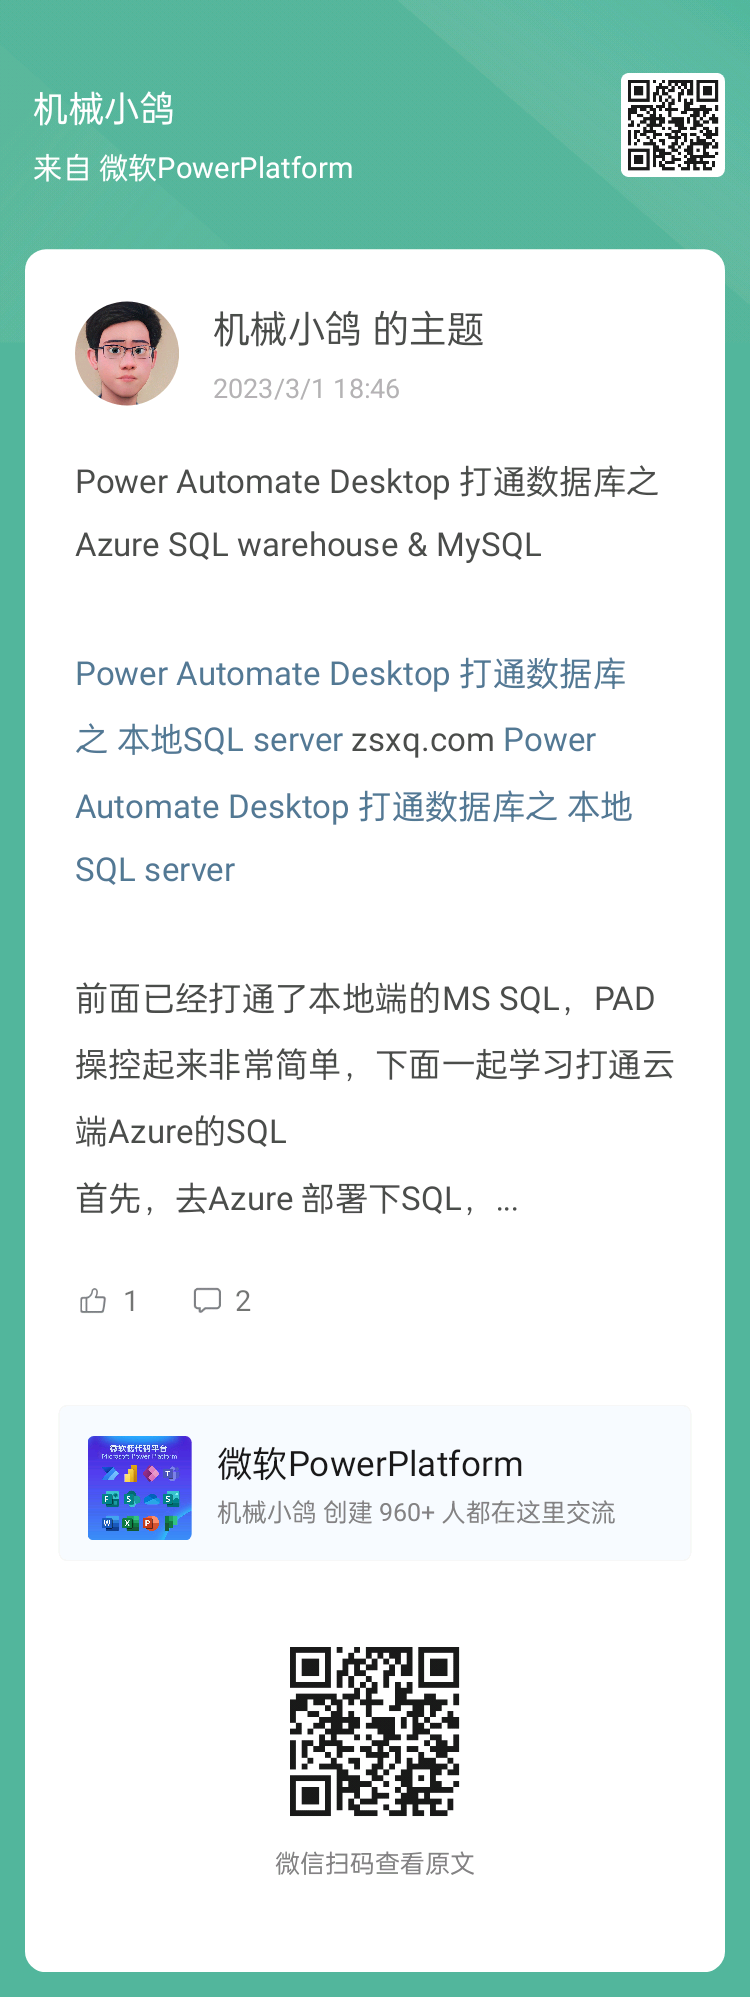 机械小鸽
来自 微软PowerPlatform
机械小鸽 的主题
2023/3/1 18:46
Power Automate Desktop 打通数据库之
Azure SQL warehouse & MySQL
Power Automate Desktop 打通数据库
之 本地SQL server zsxq.com Power
Automate Desktop 打通数据库之 本地
SQL server
前面已经打通了本地端的MS SQL，PAD
操控起来非常简单，下面一起学习打通云
端Azure的SQL
首先，去Azure 部署下SQL，...
1 2
微软低代码平台
Microsoft Power Platform
微软PowerPlatform
机械小鸽 创建 960+ 人都在这里交流
微信扫码查看原文